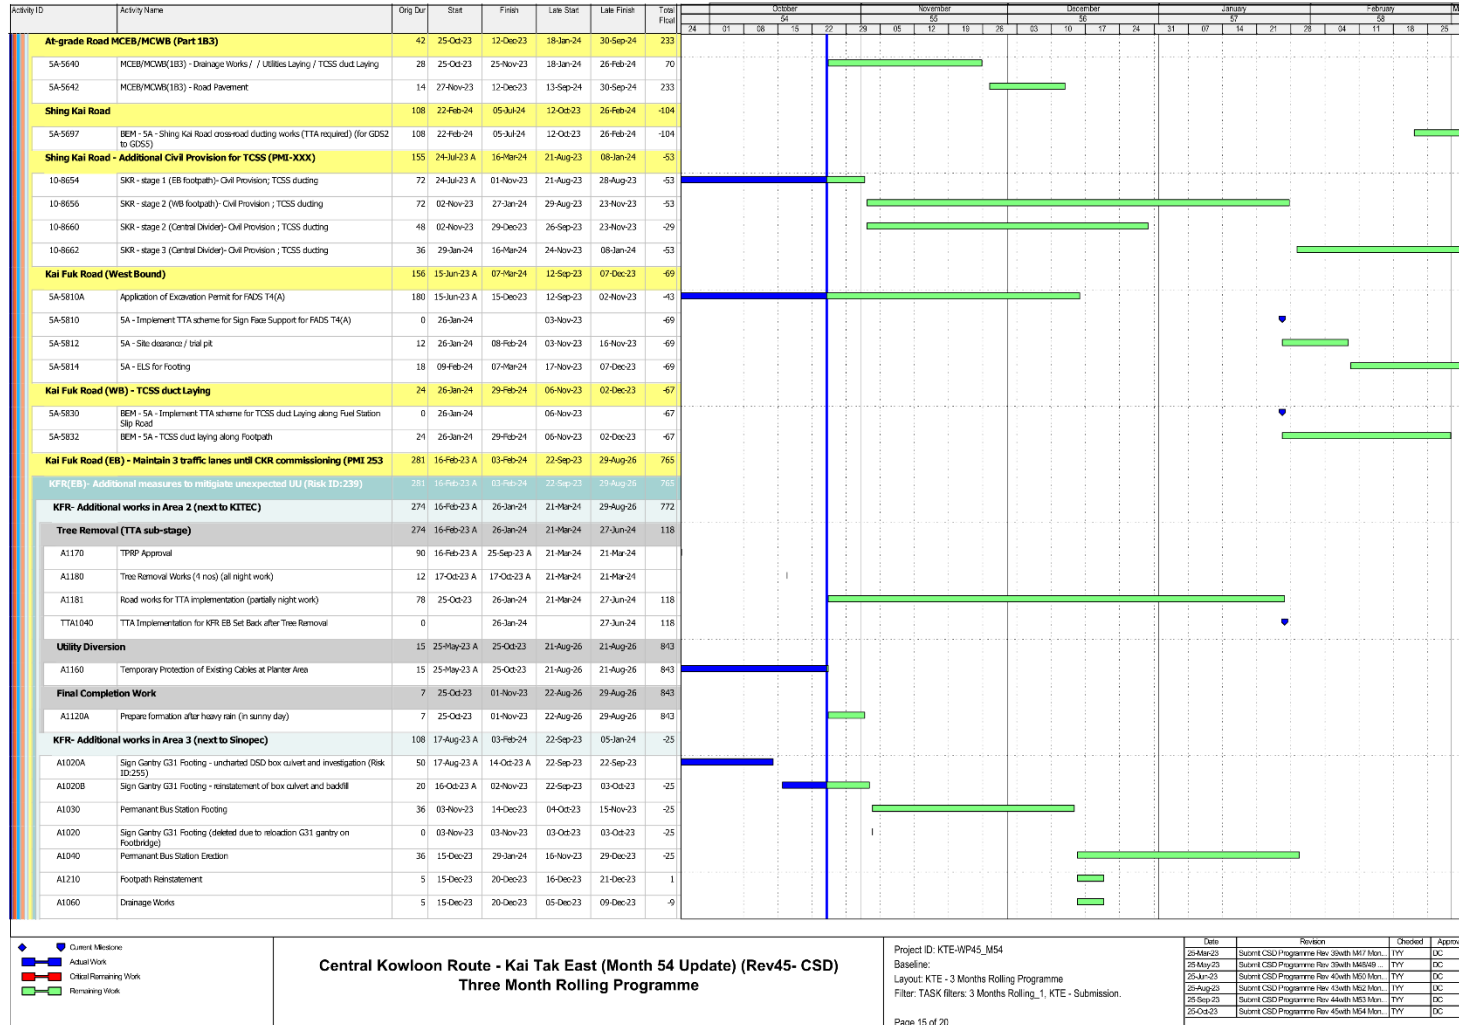 Activity ID Activity Name Orig Dur Start Finish Late Start Late Finish Total Float
October November December January February
54 55 56 57 58
24 01 08 15 22 29 05 12 19 26 03 10 17 24 31 07 14 21 28 04 11 18 25
At-grade Road MCEB/MCWB (Part 1B3) 42 25-Oct-23 12-Dec-23 18-Jan-24 30-Sep-24 233
5A-5640 MCEB/MCWB(1B3) - Drainage Works / / Utilities Laying / TCSS duct Laying 28 25-Oct-23 25-Nov-23 18-Jan-24 26-Feb-24 70
5A-5642 MCEB/MCWB(1B3) - Road Pavement 14 27-Nov-23 12-Dec-23 13-Sep-24 30-Sep-24 233
Shing Kai Road 108 22-Feb-24 05-Jul-24 12-Oct-23 26-Feb-24 -104
5A-5697 BEM - 5A - Shing Kai Road cross-road ducting works (TTA required) (for GDS2 to GDS5) 108 22-Feb-24 05-Jul-24 12-Oct-23 26-Feb-24 -104
Shing Kai Road - Additional Civil Provision for TCSS (PMI-XXX) 155 24-Jul-23 A 16-Mar-24 21-Aug-23 08-Jan-24 -53
10-8654 SKR - stage 1 (EB footpath)- Civil Provision; TCSS ducting 72 24-Jul-23 A 01-Nov-23 21-Aug-23 28-Aug-23 -53
10-8656 SKR - stage 2 (WB footpath)- Civil Provision ; TCSS ducting 72 02-Nov-23 27-Jan-24 29-Aug-23 23-Nov-23 -53
10-8660 SKR - stage 2 (Central Divider)- Civil Provision ; TCSS ducting 48 02-Nov-23 29-Dec-23 26-Sep-23 23-Nov-23 -29
10-8662 SKR - stage 3 (Central Divider)- Civil Provision ; TCSS ducting 36 29-Jan-24 16-Mar-24 24-Nov-23 08-Jan-24 -53
Kai Fuk Road (West Bound) 156 15-Jun-23 A 07-Mar-24 12-Sep-23 07-Dec-23 -69
5A-5810A Application of Excavation Permit for FADS T4(A) 180 15-Jun-23 A 15-Dec-23 12-Sep-23 02-Nov-23 -43
5A-5810 5A - Implement TTA scheme for Sign Face Support for FADS T4(A) 0 26-Jan-24 03-Nov-23 -69
5A-5812 5A - Site clearance / trial pit 12 26-Jan-24 08-Feb-24 03-Nov-23 16-Nov-23 -69
5A-5814 5A - ELS for Footing 18 09-Feb-24 07-Mar-24 17-Nov-23 07-Dec-23 -69
Kai Fuk Road (WB) - TCSS duct Laying 24 26-Jan-24 29-Feb-24 06-Nov-23 02-Dec-23 -67
5A-5830 BEM - 5A - Implement TTA scheme for TCSS duct Laying along Fuel Station Slip Road 0 26-Jan-24 06-Nov-23 -67
5A-5832 BEM - 5A - TCSS duct laying along Footpath 24 26-Jan-24 29-Feb-24 06-Nov-23 02-Dec-23 -67
Kai Fuk Road (EB) - Maintain 3 traffic lanes until CKR commissioning (PMI 253 281 16-Feb-23 A 03-Feb-24 22-Sep-23 29-Aug-26 765
KFR(EB)- Additional measures to mitigiate unexpected UU (Risk ID:239) 281 16-Feb-23 A 03-Feb-24 22-Sep-23 29-Aug-26 765
KFR- Additional works in Area 2 (next to KITEC) 274 16-Feb-23 A 26-Jan-24 21-Mar-24 29-Aug-26 772
Tree Removal (TTA sub-stage) 274 16-Feb-23 A 26-Jan-24 21-Mar-24 27-Jun-24 118
A1170 TPRP Approval 90 16-Feb-23 A 25-Sep-23 A 21-Mar-24 21-Mar-24
A1180 Tree Removal Works (4 nos) (all night work) 12 17-Oct-23 A 17-Oct-23 A 21-Mar-24 21-Mar-24
A1181 Road works for TTA implementation (partially night work) 78 25-Oct-23 26-Jan-24 21-Mar-24 27-Jun-24 118
TTA1040 TTA Implementation for KFR EB Set Back after Tree Removal 0 26-Jan-24 27-Jun-24 118
Utility Diversion 15 25-May-23 A 25-Oct-23 21-Aug-26 21-Aug-26 843
A1160 Temporary Protection of Existing Cables at Planter Area 15 25-May-23 A 25-Oct-23 21-Aug-26 21-Aug-26 843
Final Completion Work 7 25-Oct-23 01-Nov-23 22-Aug-26 29-Aug-26 843
A1120A Prepare formation after heavy rain (in sunny day) 7 25-Oct-23 01-Nov-23 22-Aug-26 29-Aug-26 843
KFR- Additional works in Area 3 (next to Sinopec) 108 17-Aug-23 A 03-Feb-24 22-Sep-23 05-Jan-24 -25
A1020A Sign Gantry G31 Footing - uncharted DSD box culvert and investigation (Risk ID:255) 50 17-Aug-23 A 14-Oct-23 A 22-Sep-23 22-Sep-23
A1020B Sign Gantry G31 Footing - reinstatement of box culvert and backfill 20 16-Oct-23 A 02-Nov-23 22-Sep-23 03-Oct-23 -25
A1030 Permanant Bus Station Footing 36 03-Nov-23 14-Dec-23 04-Oct-23 15-Nov-23 -25
A1020 Sign Gantry G31 Footing (deleted due to reloaction G31 gantry on Footbridge) 0 03-Nov-23 03-Nov-23 03-Oct-23 03-Oct-23 -25
A1040 Permanant Bus Station Erection 36 15-Dec-23 29-Jan-24 16-Nov-23 29-Dec-23 -25
A1210 Footpath Reinstatement 5 15-Dec-23 20-Dec-23 16-Dec-23 21-Dec-23 1
A1060 Drainage Works 5 15-Dec-23 20-Dec-23 05-Dec-23 09-Dec-23 -9
Current Milestone
Actual Work
Critical Remaining Work
Remaining Work
Central Kowloon Route - Kai Tak East (Month 54 Update) (Rev45- CSD)
Three Month Rolling Programme
Project ID: KTE-WP45_M54
Baseline:
Layout: KTE - 3 Months Rolling Programme
Filter: TASK filters: 3 Months Rolling_1, KTE - Submission.
Page 15 of 20
Date Revision Checked Approv
25-Mar-23 Submit CSD Programme Rev 39with M47 Mon... TYY DC
25-May-23 Submit CSD Programme Rev 39with M48/49 ... TYY DC
25-Jun-23 Submit CSD Programme Rev 40with M50 Mon... TYY DC
25-Aug-23 Submit CSD Programme Rev 43with M52 Mon... TYY DC
25-Sep-23 Submit CSD Programme Rev 44with M53 Mon... TYY DC
25-Oct-23 Submit CSD Programme Rev 45with M54 Mon... TYY DC